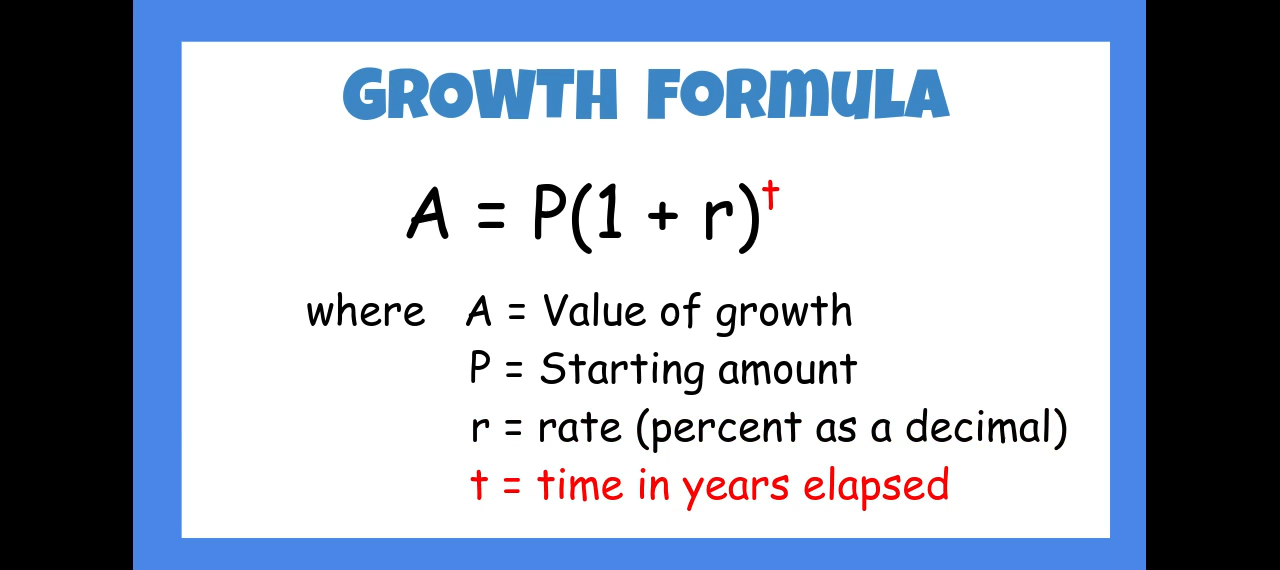 GROWTH FORMULA
A = P(1 + r)^t
where A = Value of growth
P = Starting amount
r = rate (percent as a decimal)
t = time in years elapsed